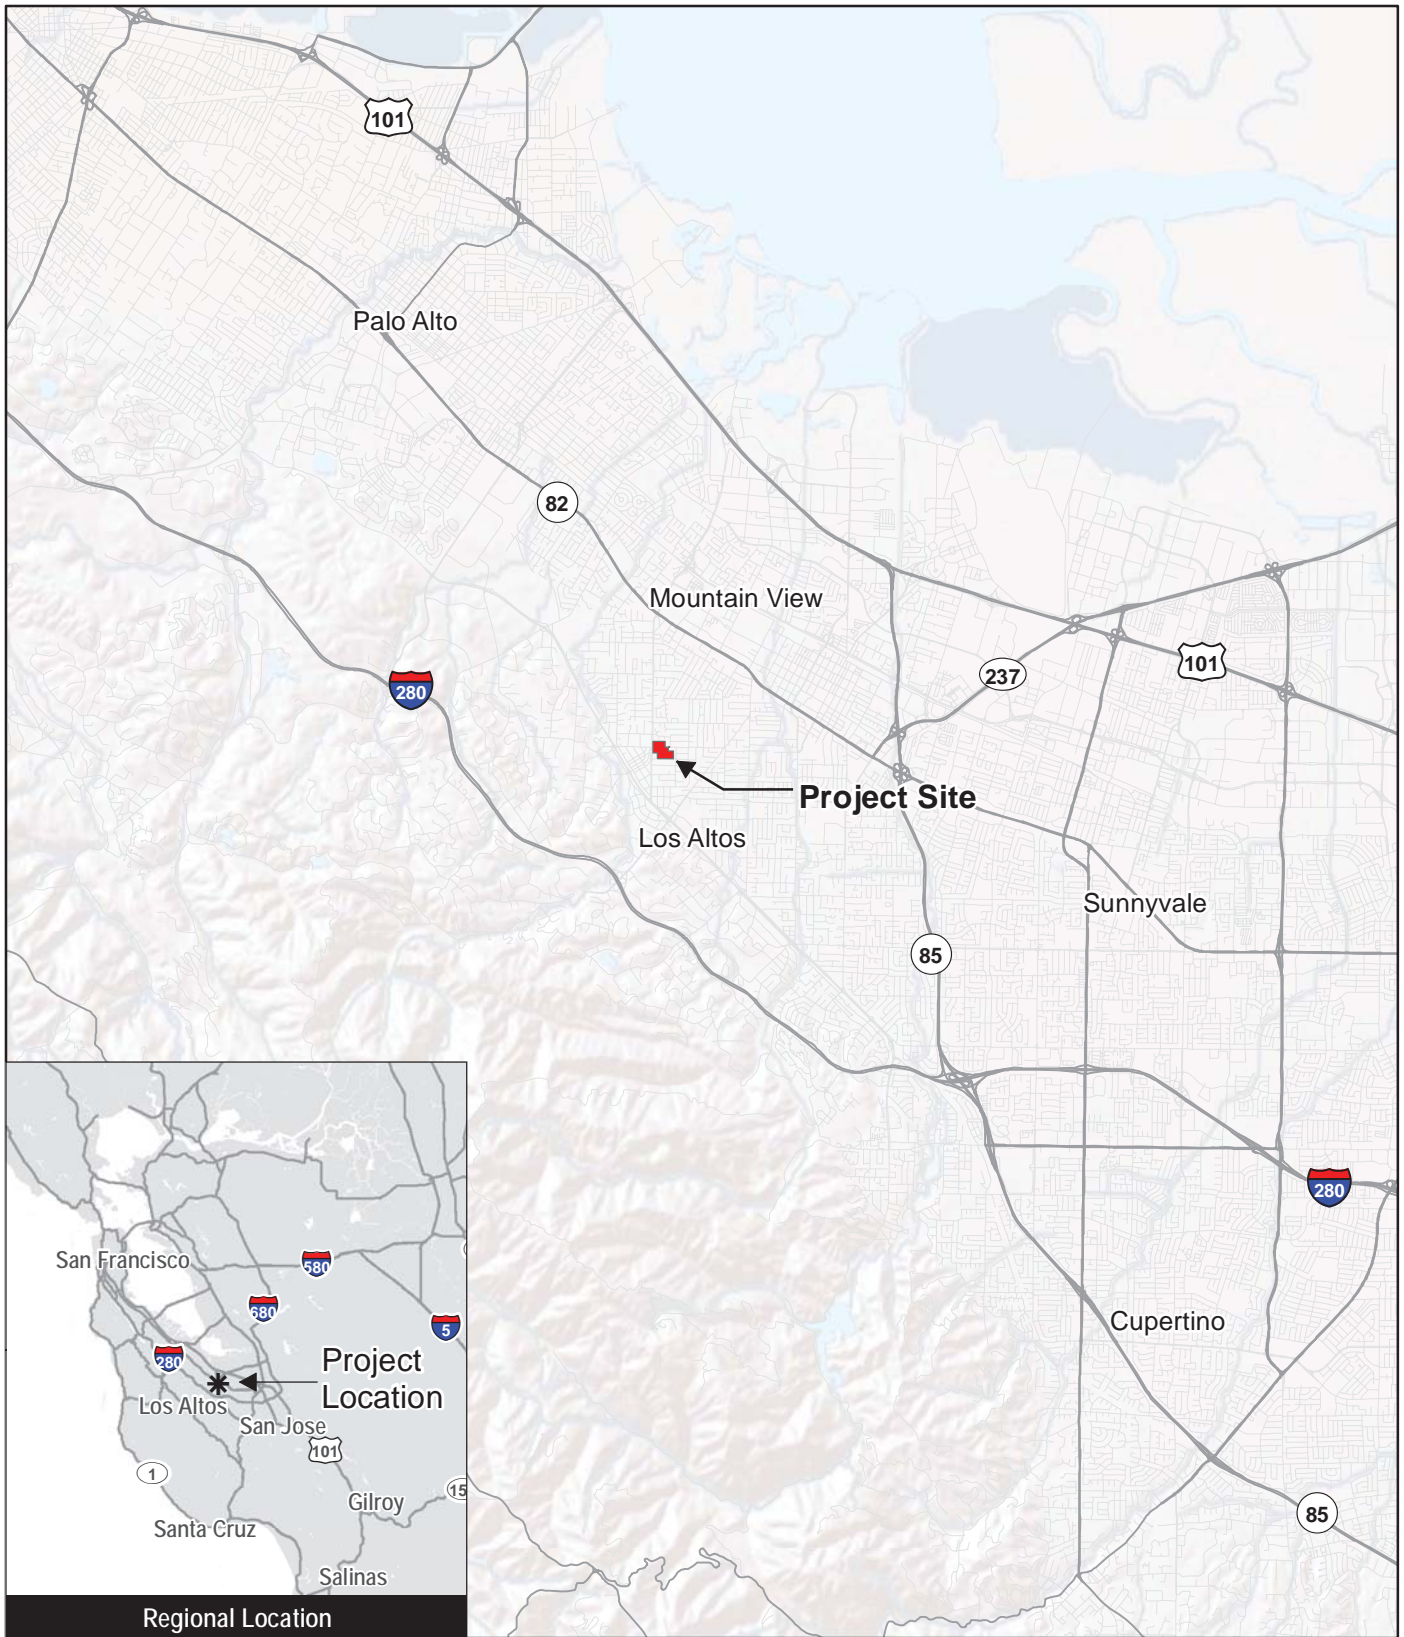 101
Palo Alto
82
Mountain View
237
101
280
Project Site
Los Altos
Sunnyvale
85
280
Cupertino
85
San Francisco
580
680
5
280
Project
Location
Los Altos
San Jose
101
1
15
Gilroy
Santa Cruz
Salinas
Regional Location